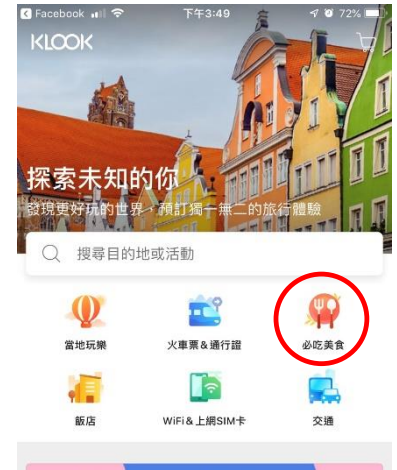 Facebook 下午3:49 72%
KLOOK
探索未知的你
發現更好玩的世界，預訂獨一無二的旅行體驗
搜尋目的地或活動
當地玩樂 火車票&通行證 必吃美食
飯店 WiFi&上網SIM卡 交通